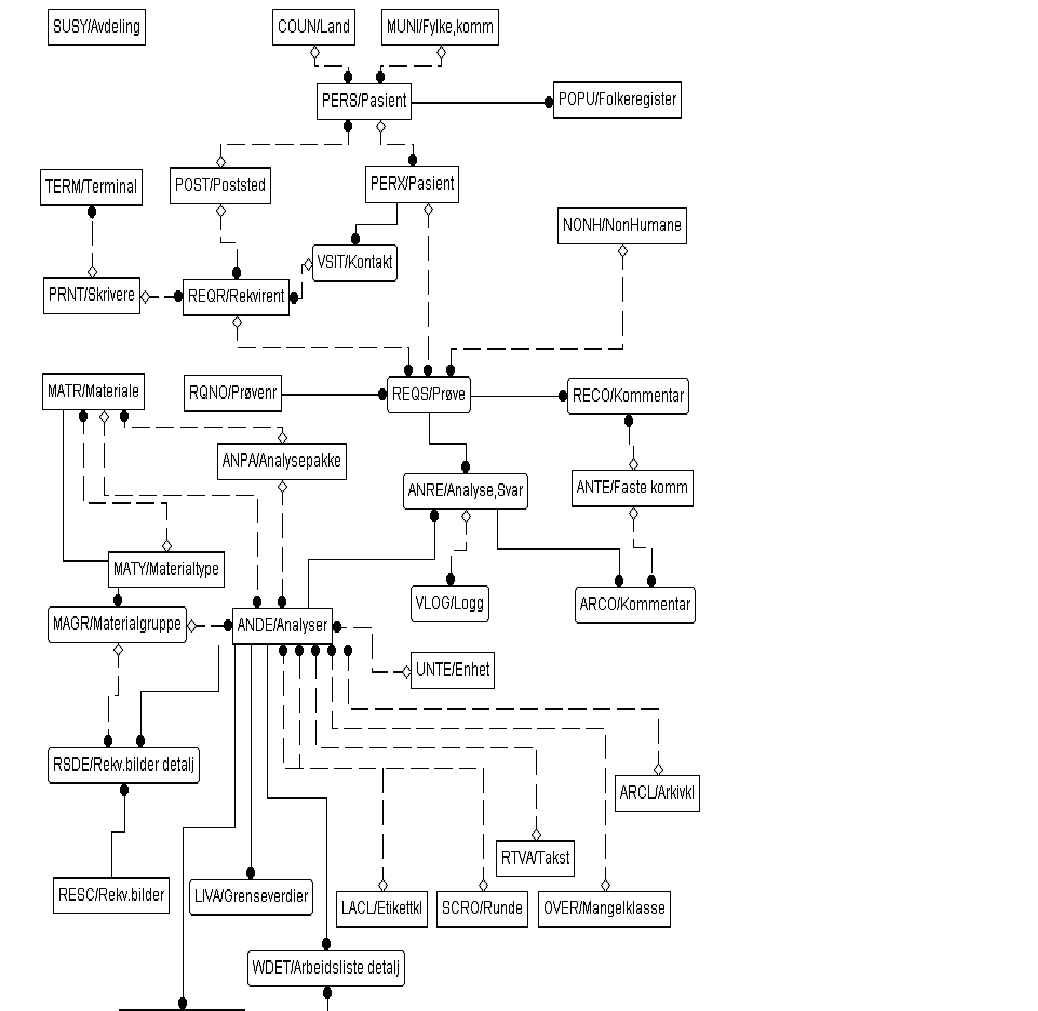 SUSY/Avdeling
COUN/Land
MUNI/Fylke,komm
PERS/Pasient
POPU/Folkeregister
TERM/Terminal
POST/Poststed
PERX/Pasient
NONH/NonHumane
VSIT/Kontakt
PRNT/Skrivere
REQR/Rekvirent
MATR/Materiale
RQNO/Prøvenr
REQS/Prøve
RECO/Kommentar
ANPA/Analysepakke
ANRE/Analyse,Svar
ANTE/Faste komm
MATY/Materialtype
VLOG/Logg
ARCO/Kommentar
MAGR/Materialgruppe
ANDE/Analyser
UNTE/Enhet
RSDE/Rekv.bilder detalj
ARCL/Arkivkl
RTVA/Takst
RESC/Rekv.bilder
LIVA/Grenseverdier
LACL/Etikettkl
SCRO/Runde
OVER/Mangelklasse
WDET/Arbeidsliste detalj